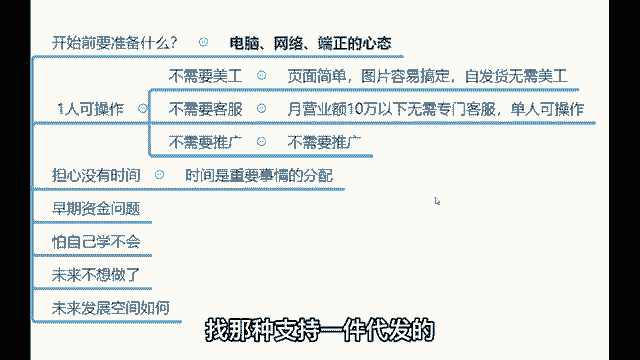 开始前要准备什么？ 电脑、网络、端正的心态
不需要美工 页面简单，图片容易搞定，自发货无需美工
1人可操作 不需要客服 月营业额10万以下无需专门客服，单人可操作
不需要推广 不需要推广
担心没有时间 时间是重要事情的分配
早期资金问题
怕自己学不会
未来不想做了
未来发展空间如何
找那种支持一件代发的